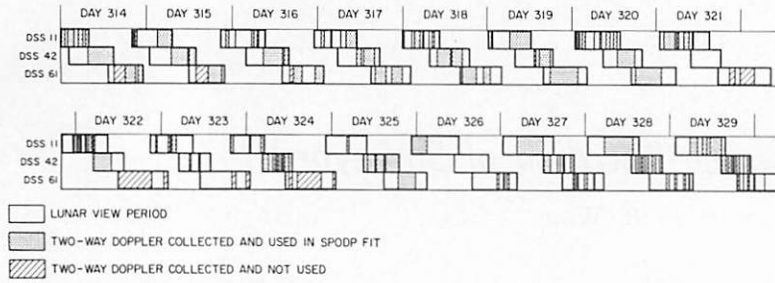 DAY 314 DAY 315 DAY 316 DAY 317 DAY 318 DAY 319 DAY 320 DAY 321
DSS 11
DSS 42
DSS 61
DAY 322 DAY 323 DAY 324 DAY 325 DAY 326 DAY 327 DAY 328 DAY 329
DSS 11
DSS 42
DSS 61
LUNAR VIEW PERIOD
TWO-WAY DOPPLER COLLECTED AND USED IN SPODP FIT
TWO-WAY DOPPLER COLLECTED AND NOT USED